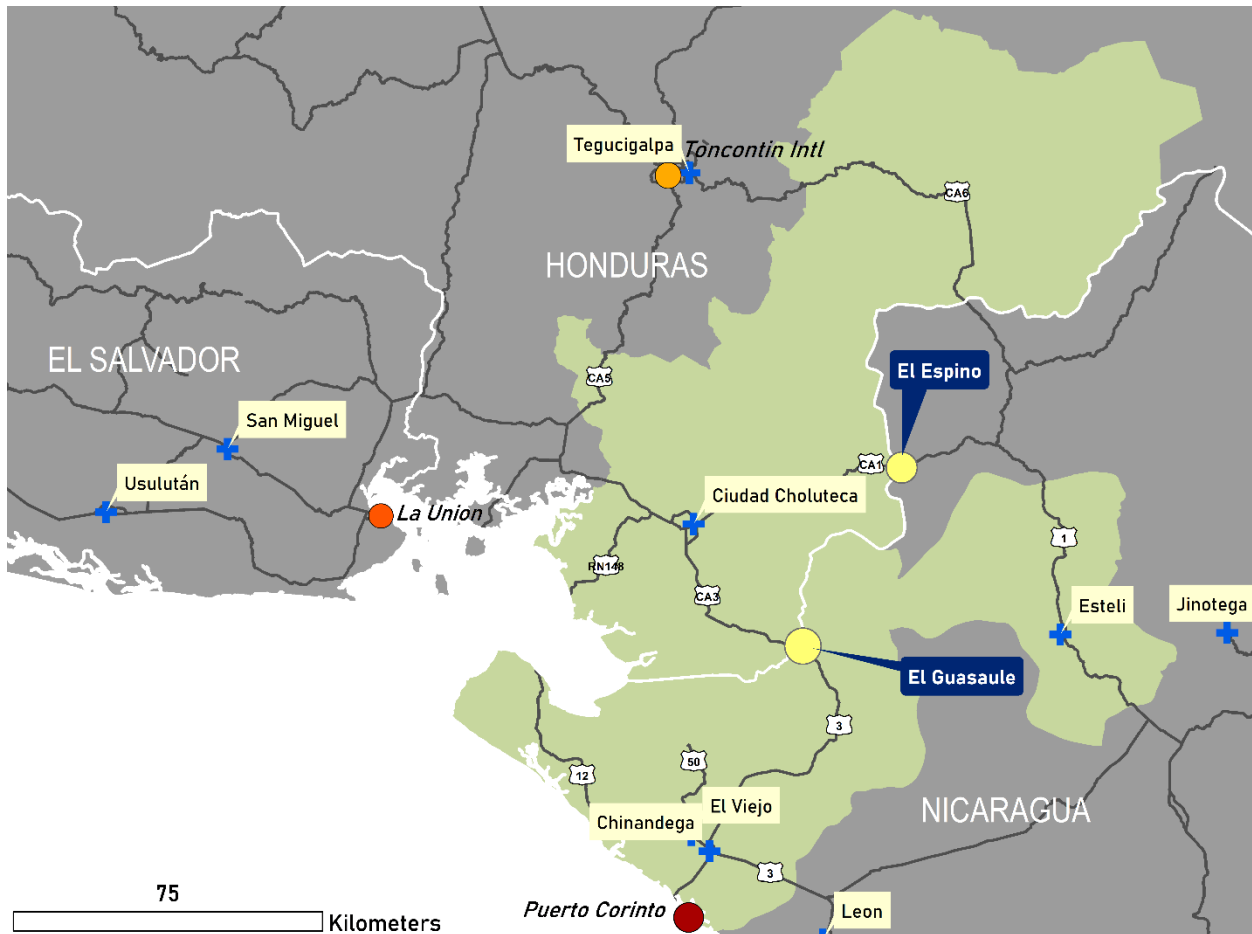 Tegucigalpa
Toncontin Intl
CA6
HONDURAS
EL SALVADOR
El Espino
CA5
San Miguel
CA1
Usulután
Ciudad Choluteca
La Union
1
RN148
CA3
Esteli
Jinotega
El Guasaule
3
12
50
El Viejo
Chinandega
NICARAGUA
3
75
Kilometers
Puerto Corinto
Leon